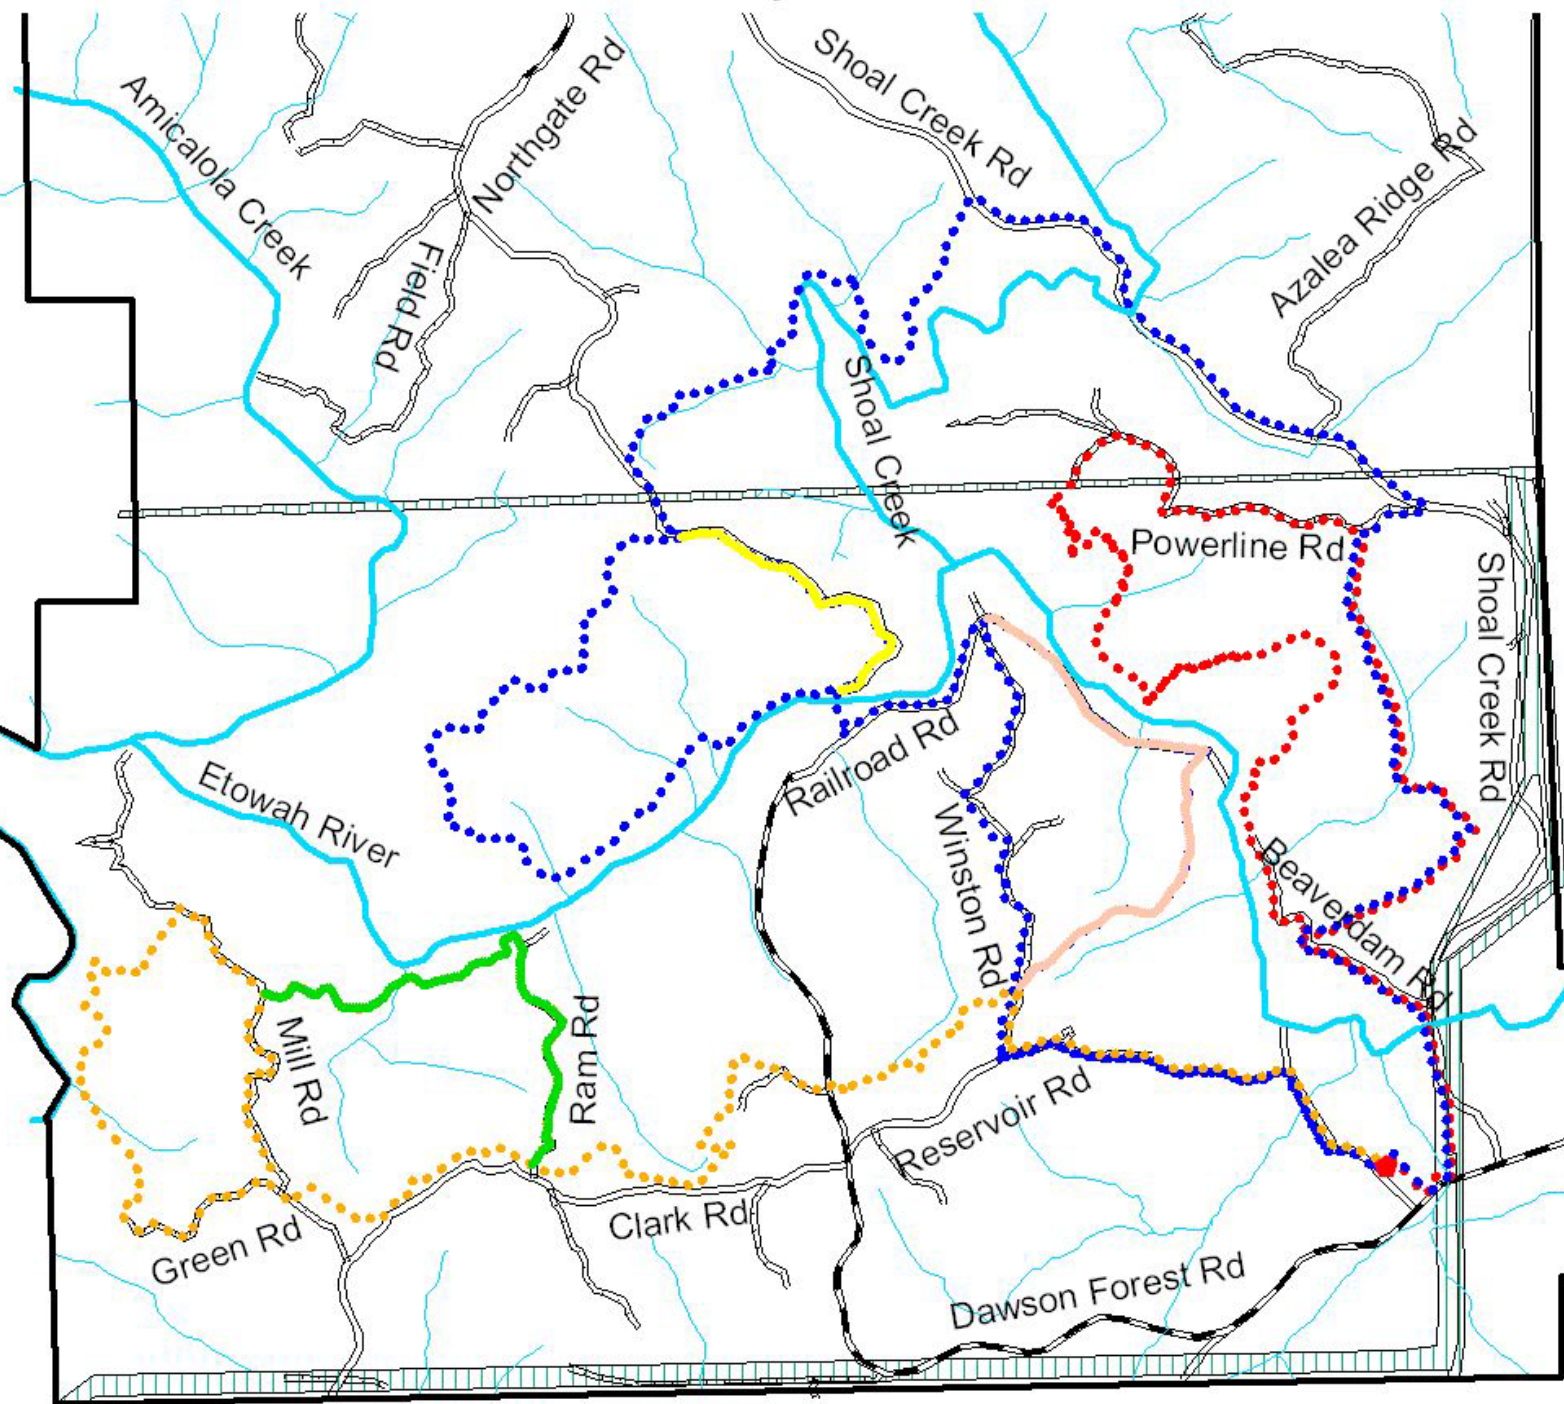 Shoal Creek Rd
Northgate Rd
Amicalola Creek
Azalea Ridge Rd
Field Rd
Shoal Creek
Powerline Rd
Shoal Creek Rd
Railroad Rd
Etowah River
Winston Rd
Beaverdam Rd
Mill Rd
Ram Rd
Reservoir Rd
Clark Rd
Green Rd
Dawson Forest Rd